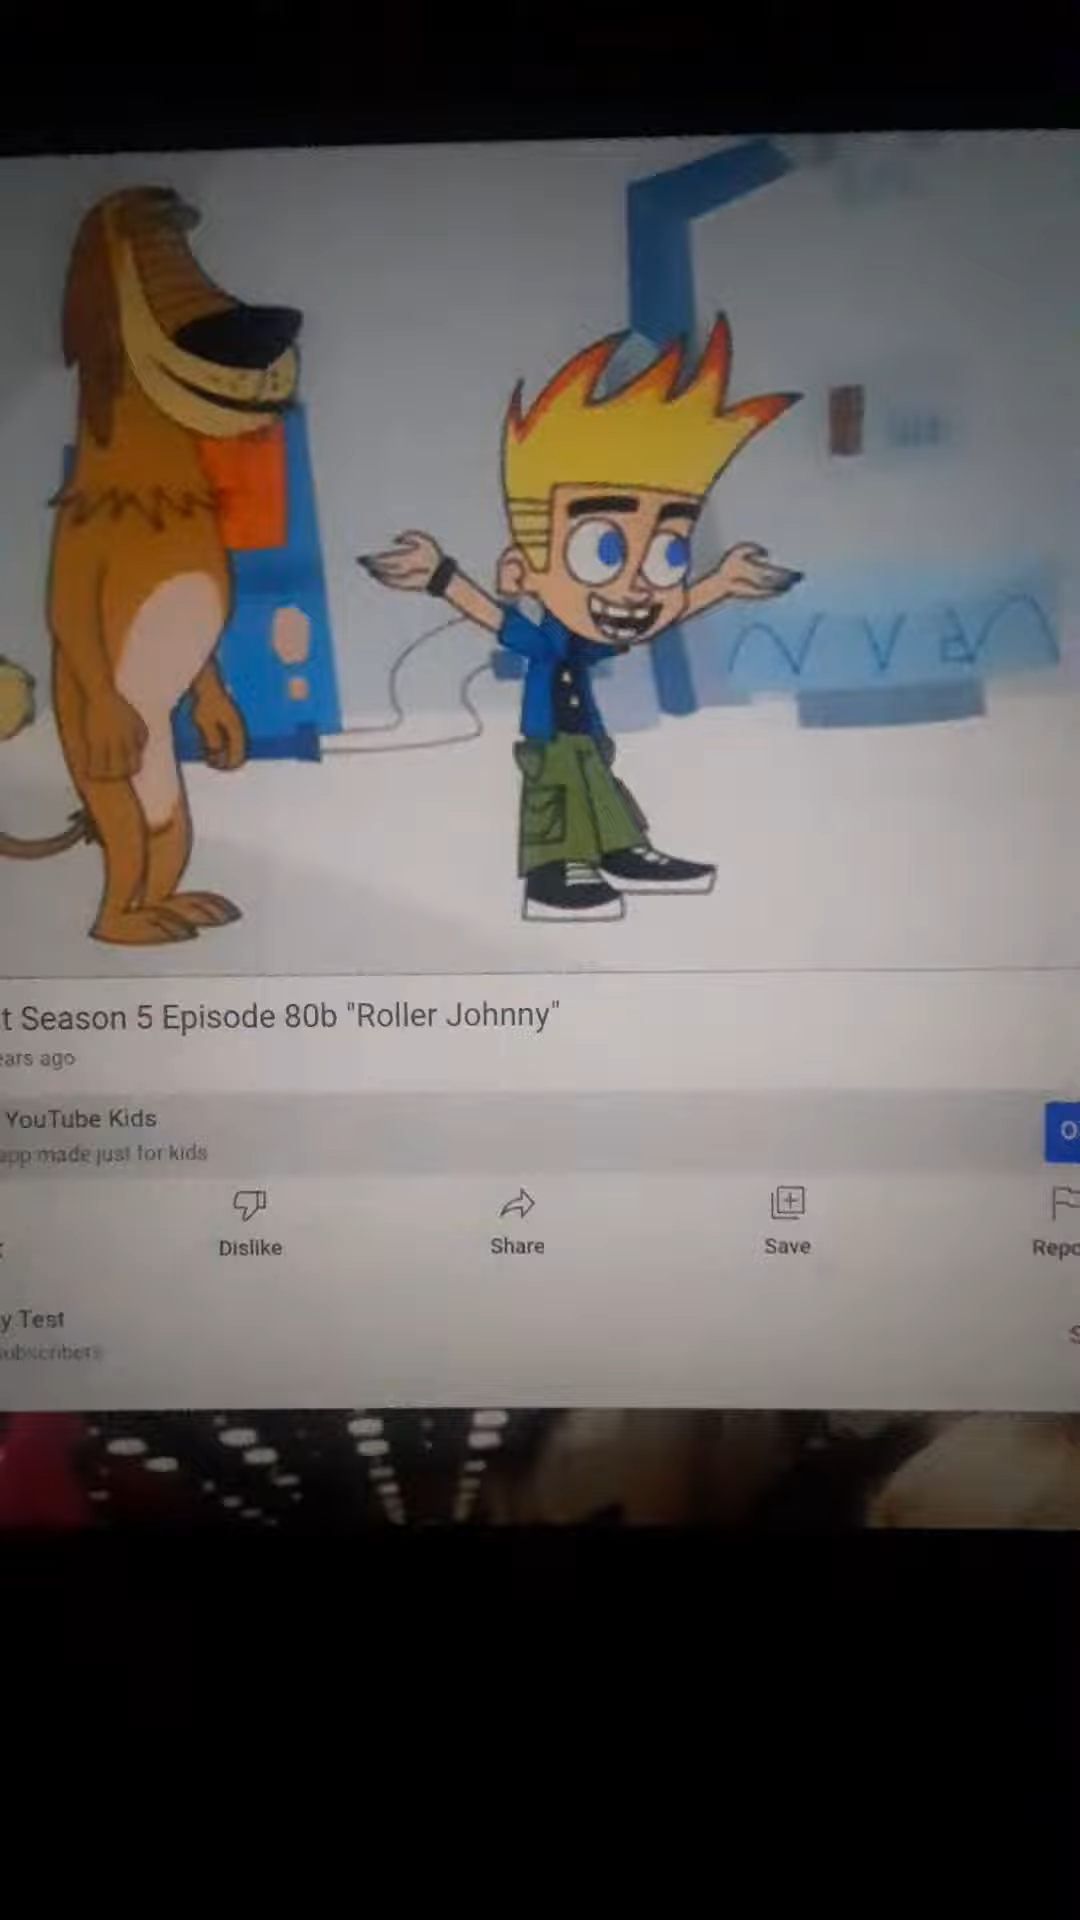 t Season 5 Episode 80b "Roller Johnny"
ears ago
YouTube Kids
app made just for kids
O
Dislike
Share
Save
Repo
y Test
subscribers
S